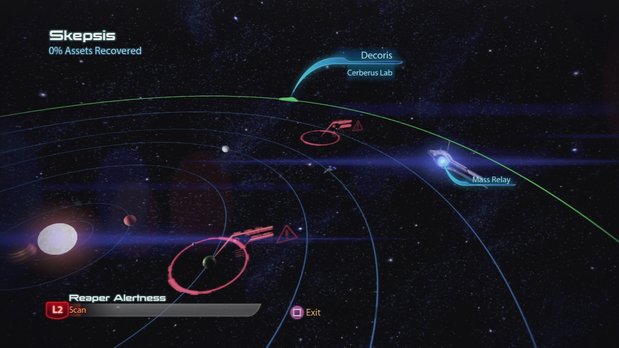 Skepsis
0% Assets Recovered
Decoris
Cerberus Lab
Mass Relay
Reaper Alertness
L2 Scan
Exit